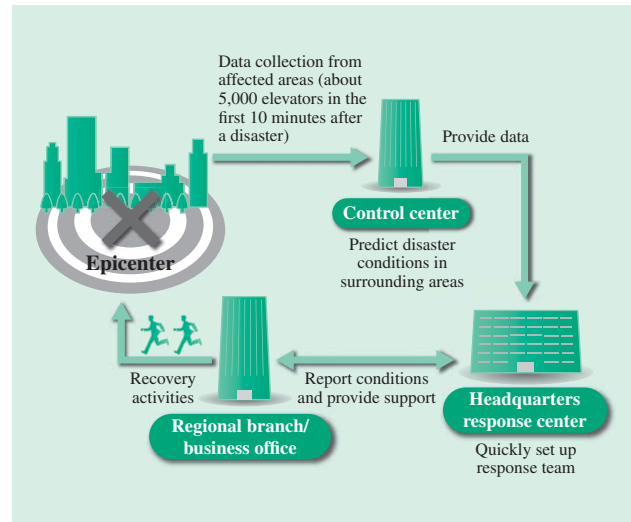 Data collection from
affected areas (about
5,000 elevators in the
first 10 minutes after
a disaster)
Provide data
Control center
Predict disaster
conditions in
surrounding areas
Epicenter
Recovery
activities
Regional branch/
business office
Report conditions
and provide support
Headquarters
response center
Quickly set up
response team